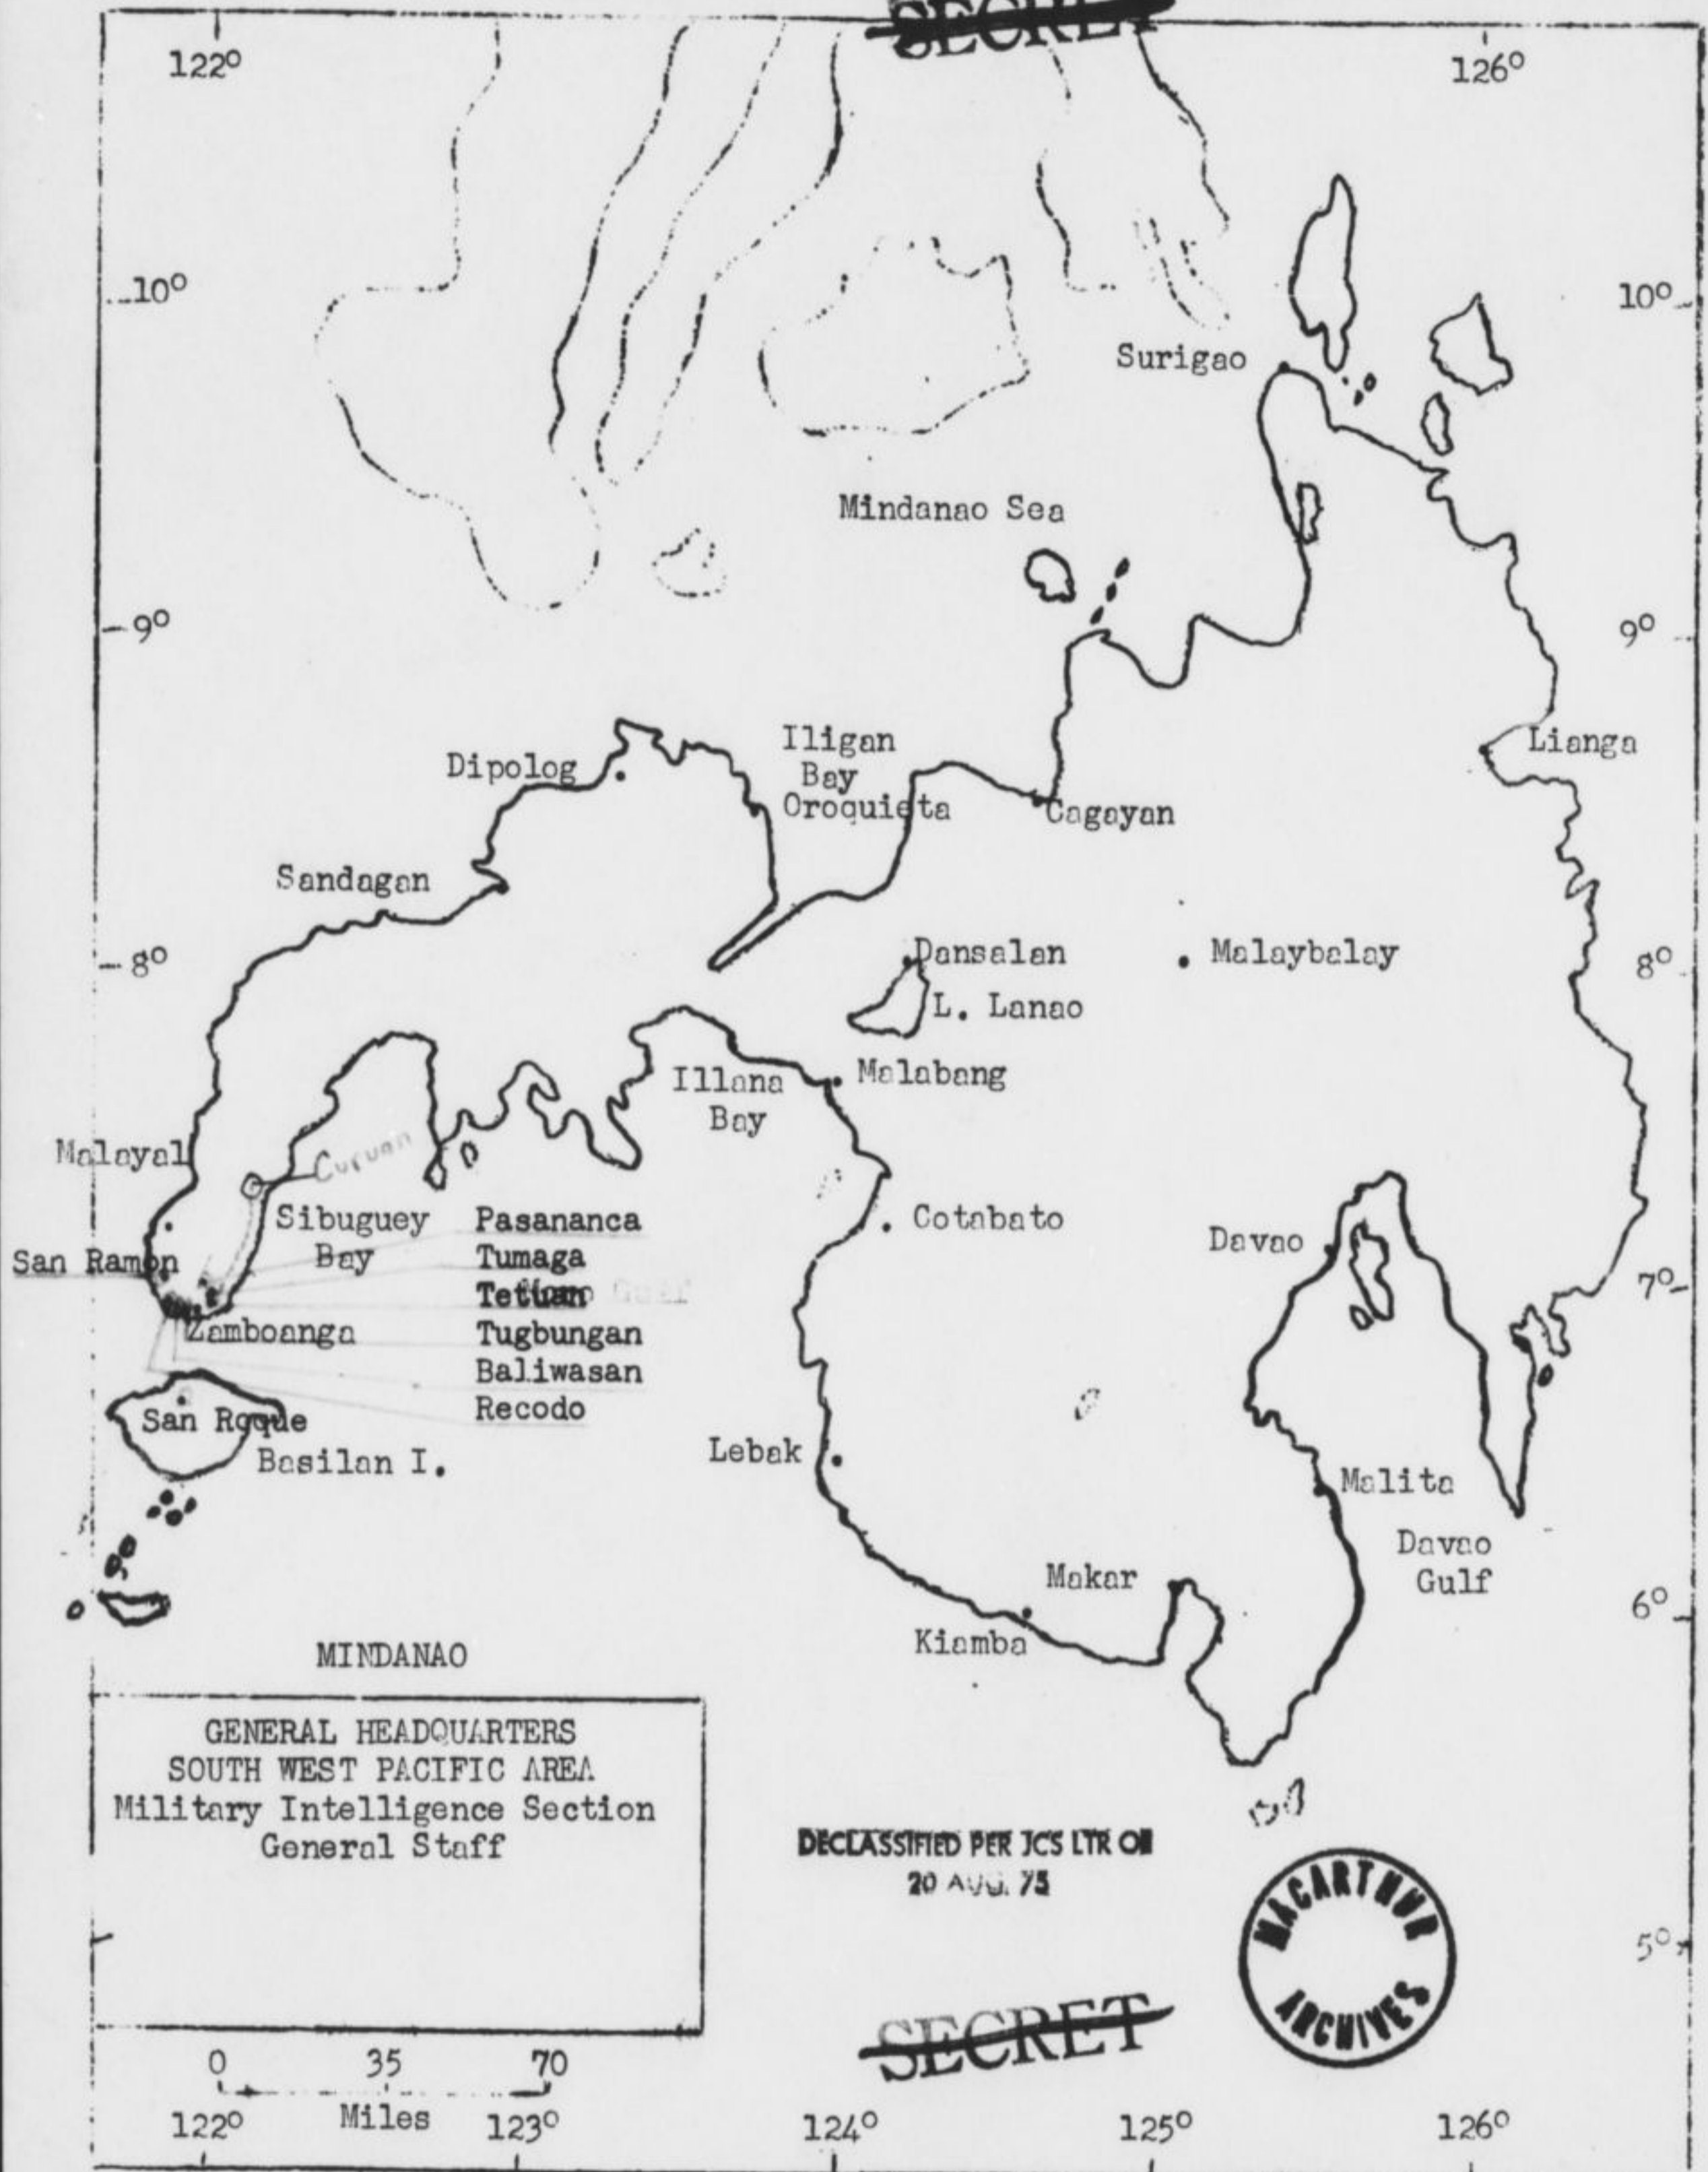 SECRET
122° 126°
10° 10°
Surigao
Mindanao Sea
9° 9°
Iligan
Bay
Lianga
Dipolog
Oroquieta
Cagayan
Sandagan
8° Dansalan Malaybalay 8°
L. Lanao
Illana
Bay
Malabang
Malayal
Curuan
Sibuguey
Bay
Pasananca
Tumaga
Tetuan
Tugbungan
Baliwasan
Recodo
Cotabato
Davao
San Ramon
7°
Zamboanga
San Roque
Basilan I.
Lebak
Malita
Davao
Gulf
Makar
6°
Kiamba
MINDANAO
GENERAL HEADQUARTERS
SOUTH WEST PACIFIC AREA
Military Intelligence Section
General Staff
DECLASSIFIED PER JCS LTR OF
20 AUG. 75
MACARTHUR
ARCHIVES
5°
SECRET
0 35 70
Miles
122° 123° 124° 125° 126°